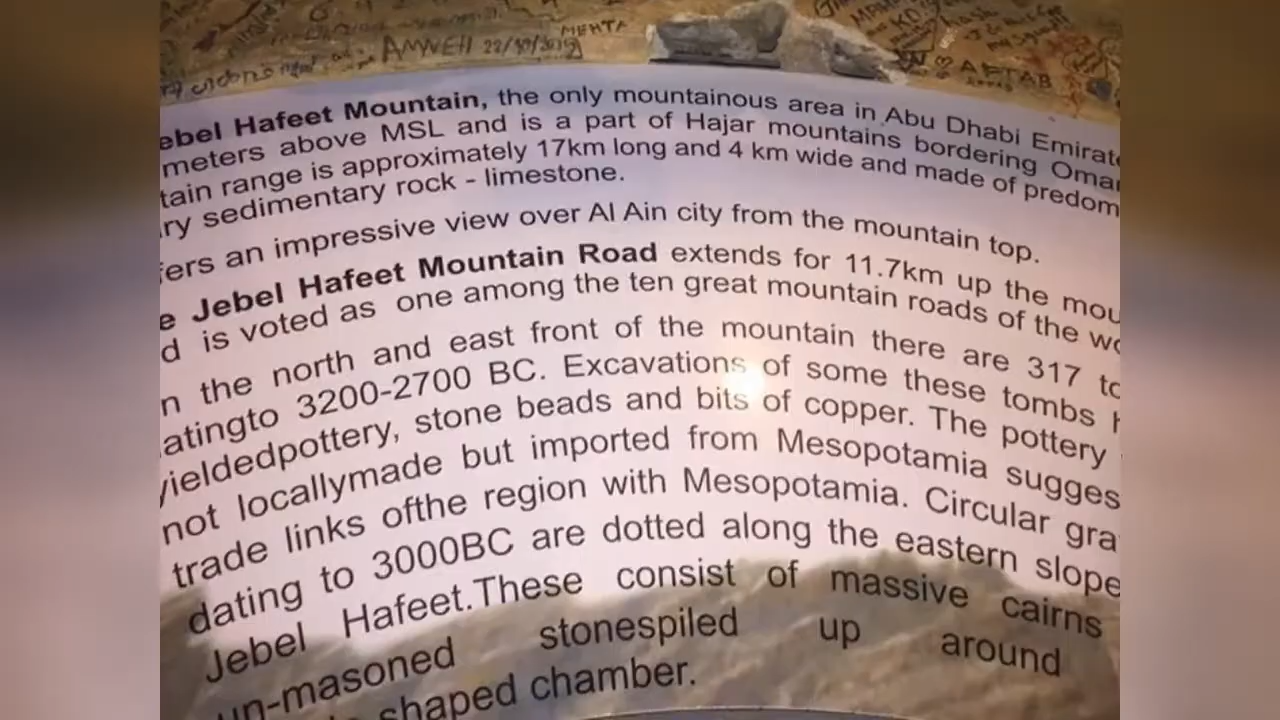 MEHTA
AMNEH 22/10/2019
AFTAB
ebel Hafeet Mountain, the only mountainous area in Abu Dhabi Emirate
meters above MSL and is a part of Hajar mountains bordering Oman
tain range is approximately 17km long and 4 km wide and made of predom
ry sedimentary rock - limestone.
fers an impressive view over Al Ain city from the mountain top.
e Jebel Hafeet Mountain Road extends for 11.7km up the mou
d is voted as one among the ten great mountain roads of the wo
n the north and east front of the mountain there are 317 to
atingto 3200-2700 BC. Excavations of some these tombs h
yieldedpottery, stone beads and bits of copper. The pottery
not locallymade but imported from Mesopotamia sugges
trade links ofthe region with Mesopotamia. Circular gra
dating to 3000BC are dotted along the eastern slope
Jebel Hafeet.These consist of massive cairns
un-masoned stonespiled up around
shaped chamber.